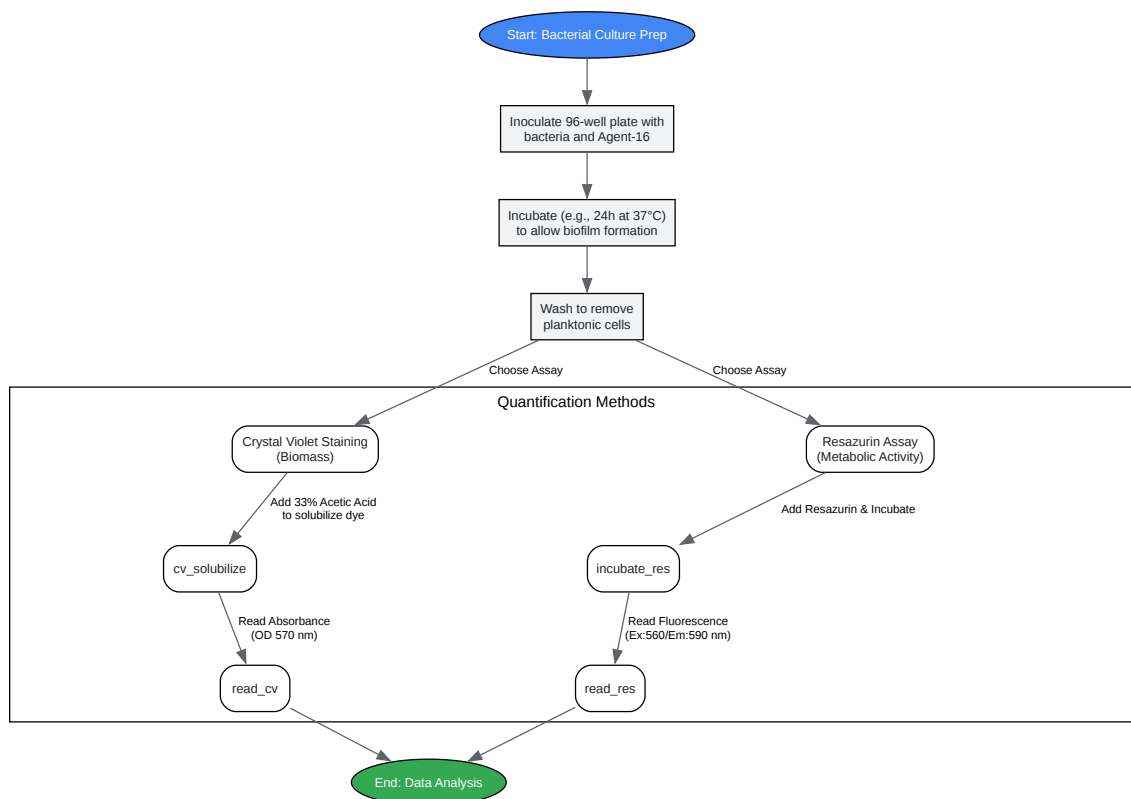 Start: Bacterial Culture Prep
Inoculate 96-well plate with
bacteria and Agent-16
Incubate (e.g., 24h at 37°C)
to allow biofilm formation
Wash to remove
planktonic cells
Choose Assay
Choose Assay
Quantification Methods
Crystal Violet Staining
(Biomass)
Resazurin Assay
(Metabolic Activity)
Add 33% Acetic Acid
to solubilize dye
Add Resazurin & Incubate
cv_solubilize
incubate_res
Read Absorbance
(OD 570 nm)
Read Fluorescence
(Ex:560/Em:590 nm)
read_cv
read_res
End: Data Analysis